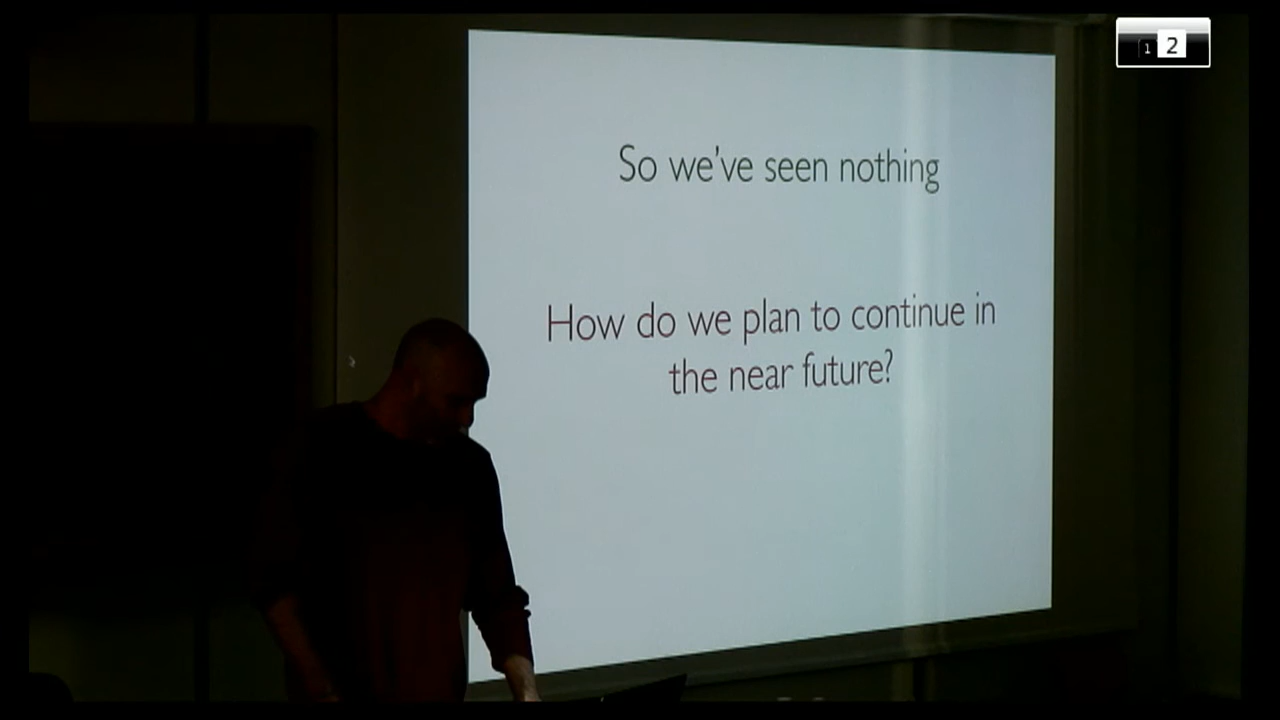 1 2
So we've seen nothing
How do we plan to continue in
the near future?